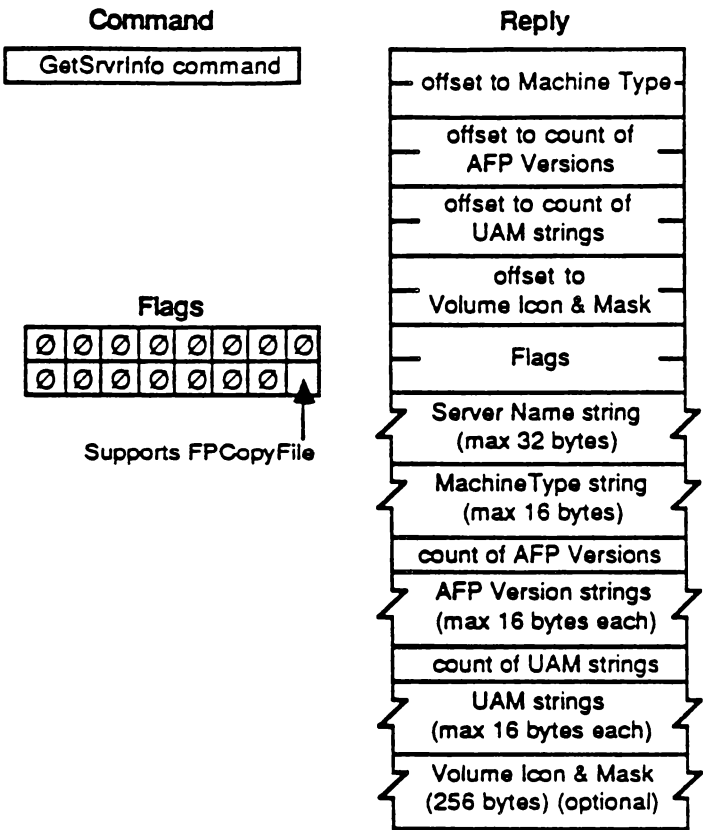 Command
GetSrvrInfo command
Flags
Ø Ø Ø Ø Ø Ø Ø Ø
Ø Ø Ø Ø Ø Ø Ø
Supports FPCopyFile
Reply
offset to Machine Type
offset to count of
AFP Versions
offset to count of
UAM strings
offset to
Volume Icon & Mask
Flags
Server Name string
(max 32 bytes)
MachineType string
(max 16 bytes)
count of AFP Versions
AFP Version strings
(max 16 bytes each)
count of UAM strings
UAM strings
(max 16 bytes each)
Volume Icon & Mask
(256 bytes) (optional)